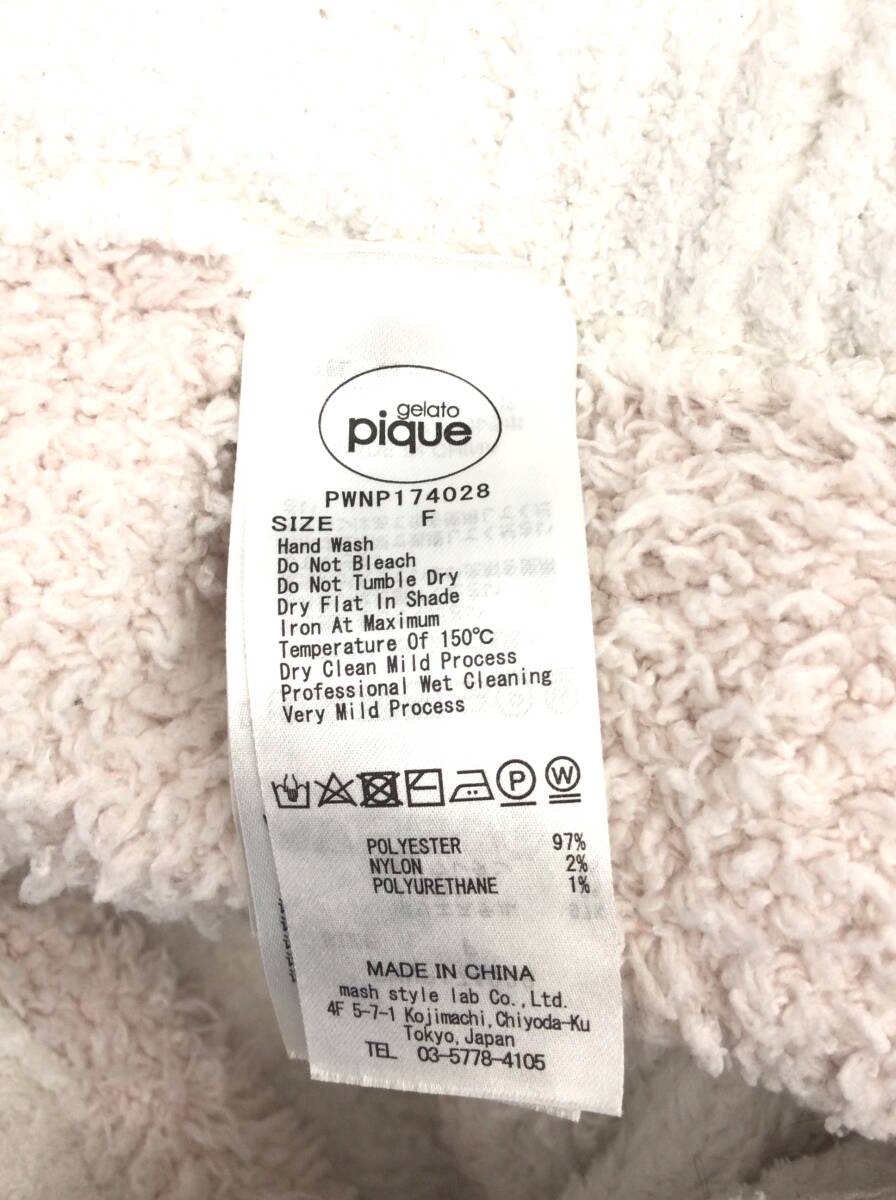 gelato
pique
PWNP174028
SIZE F
Hand Wash
Do Not Bleach
Do Not Tumble Dry
Dry Flat In Shade
Iron At Maximum
Temperature Of 150℃
Dry Clean Mild Process
Professional Wet Cleaning
Very Mild Process
P W
POLYESTER 97%
NYLON 2%
POLYURETHANE 1%
MADE IN CHINA
mash style lab Co.,Ltd.
4F 5-7-1 Kojimachi,Chiyoda-Ku
Tokyo,Japan
TEL 03-5778-4105